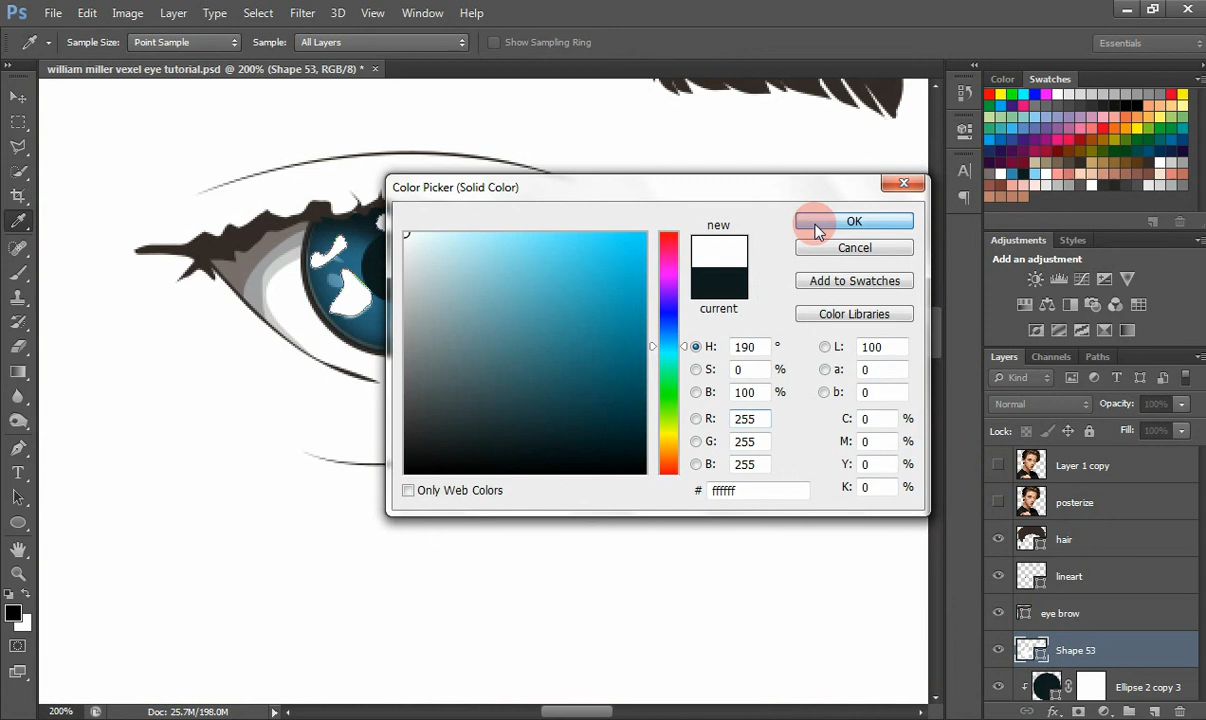 Ps File Edit Image Layer Type Select Filter 3D View Window Help
Sample Size: Point Sample Sample: All Layers Show Sampling Ring Essentials
william miller vexel eye tutorial.psd @ 200% (Shape 53, RGB/8) * ×
Color Swatches
Color Picker (Solid Color)
new
OK
Cancel
Add to Swatches
current
Color Libraries
H: 190 °
S: 0 %
B: 100 %
R: 255
G: 255
B: 255
L: 100
a: 0
b: 0
C: 0 %
M: 0 %
Y: 0 %
K: 0 %
Only Web Colors
# ffffff
Adjustments Styles
Add an adjustment
Layers Channels Paths
Kind
Normal Opacity: 100%
Lock: Fill: 100%
Layer 1 copy
posterize
hair
lineart
eye brow
Shape 53
Ellipse 2 copy 3
200% Doc: 25.7M/198.0M